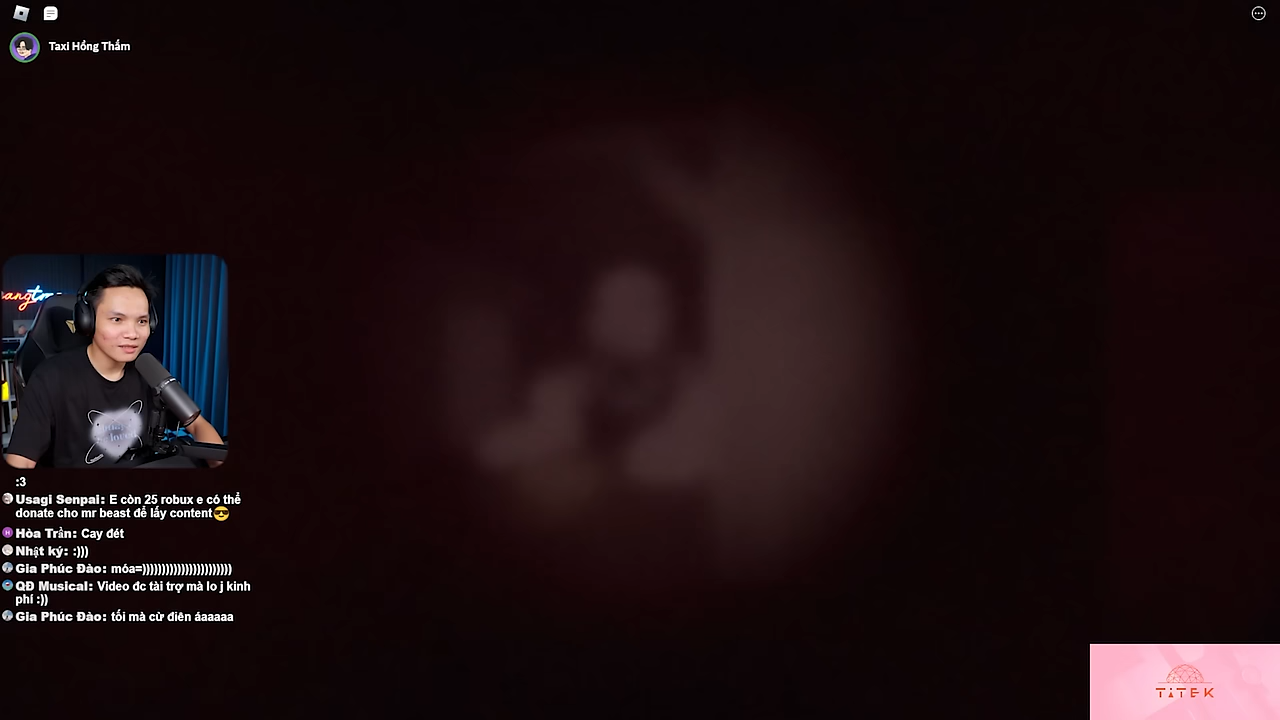 Taxi Hồng Thấm
:3
Usagi Senpai: E còn 25 robux e có thể
donate cho mr beast để lấy content😎
Hòa Trần: Cay đét
Nhật ký: :)))
Gia Phúc Đào: móa=))))))))))))))))))))))
QĐ Musical: Video đc tài trợ mà lo j kinh
phí :))
Gia Phúc Đào: tối mà cừ điên áaaaaa
TiTEK